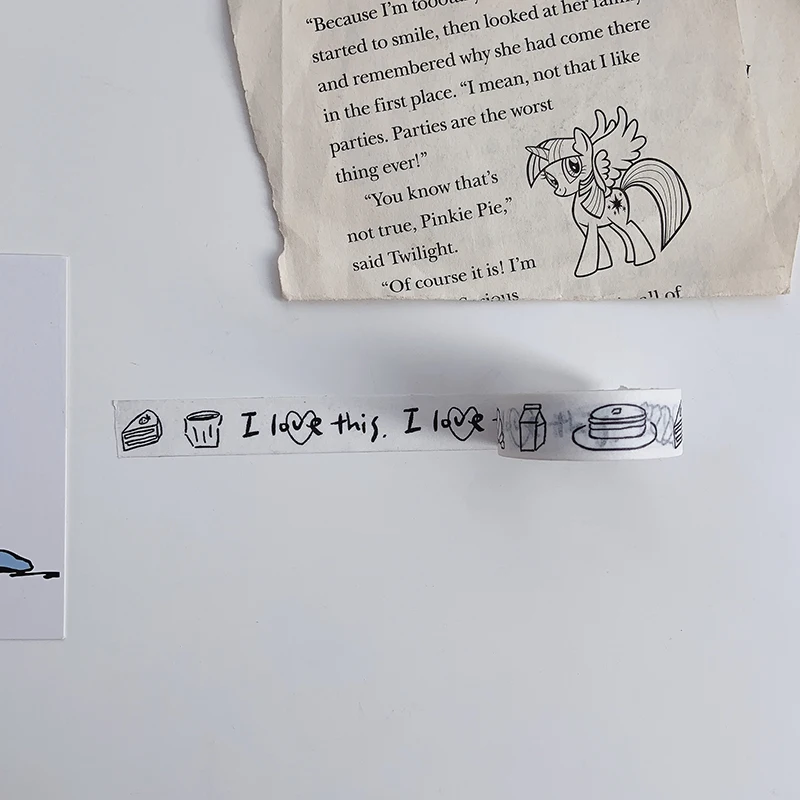 "Because I'm
started to smile, then looked at her family
and remembered why she had come there
in the first place. "I mean, not that I like
parties. Parties are the worst
thing ever!"
"You know that's
not true, Pinkie Pie,"
said Twilight.
"Of course it is! I'm
all of
I love this. I love